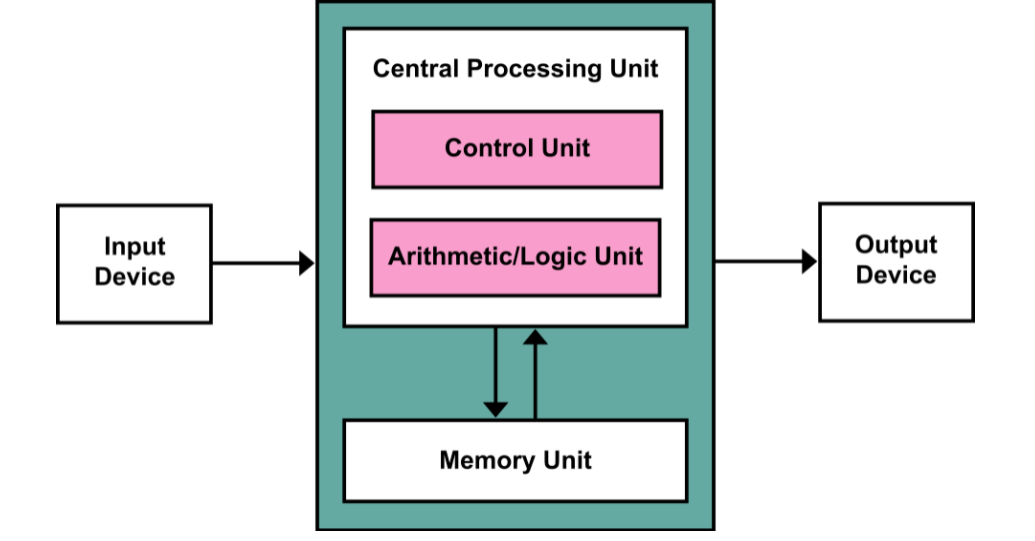 Central Processing Unit
Control Unit
Arithmetic/Logic Unit
Input
Device
Output
Device
Memory Unit